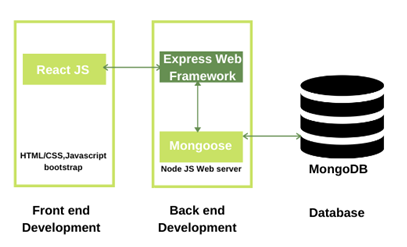 React JS
HTML/CSS,Javascript
bootstrap
Express Web
Framework
Mongoose
Node JS Web server
MongoDB
Front end
Development
Back end
Development
Database